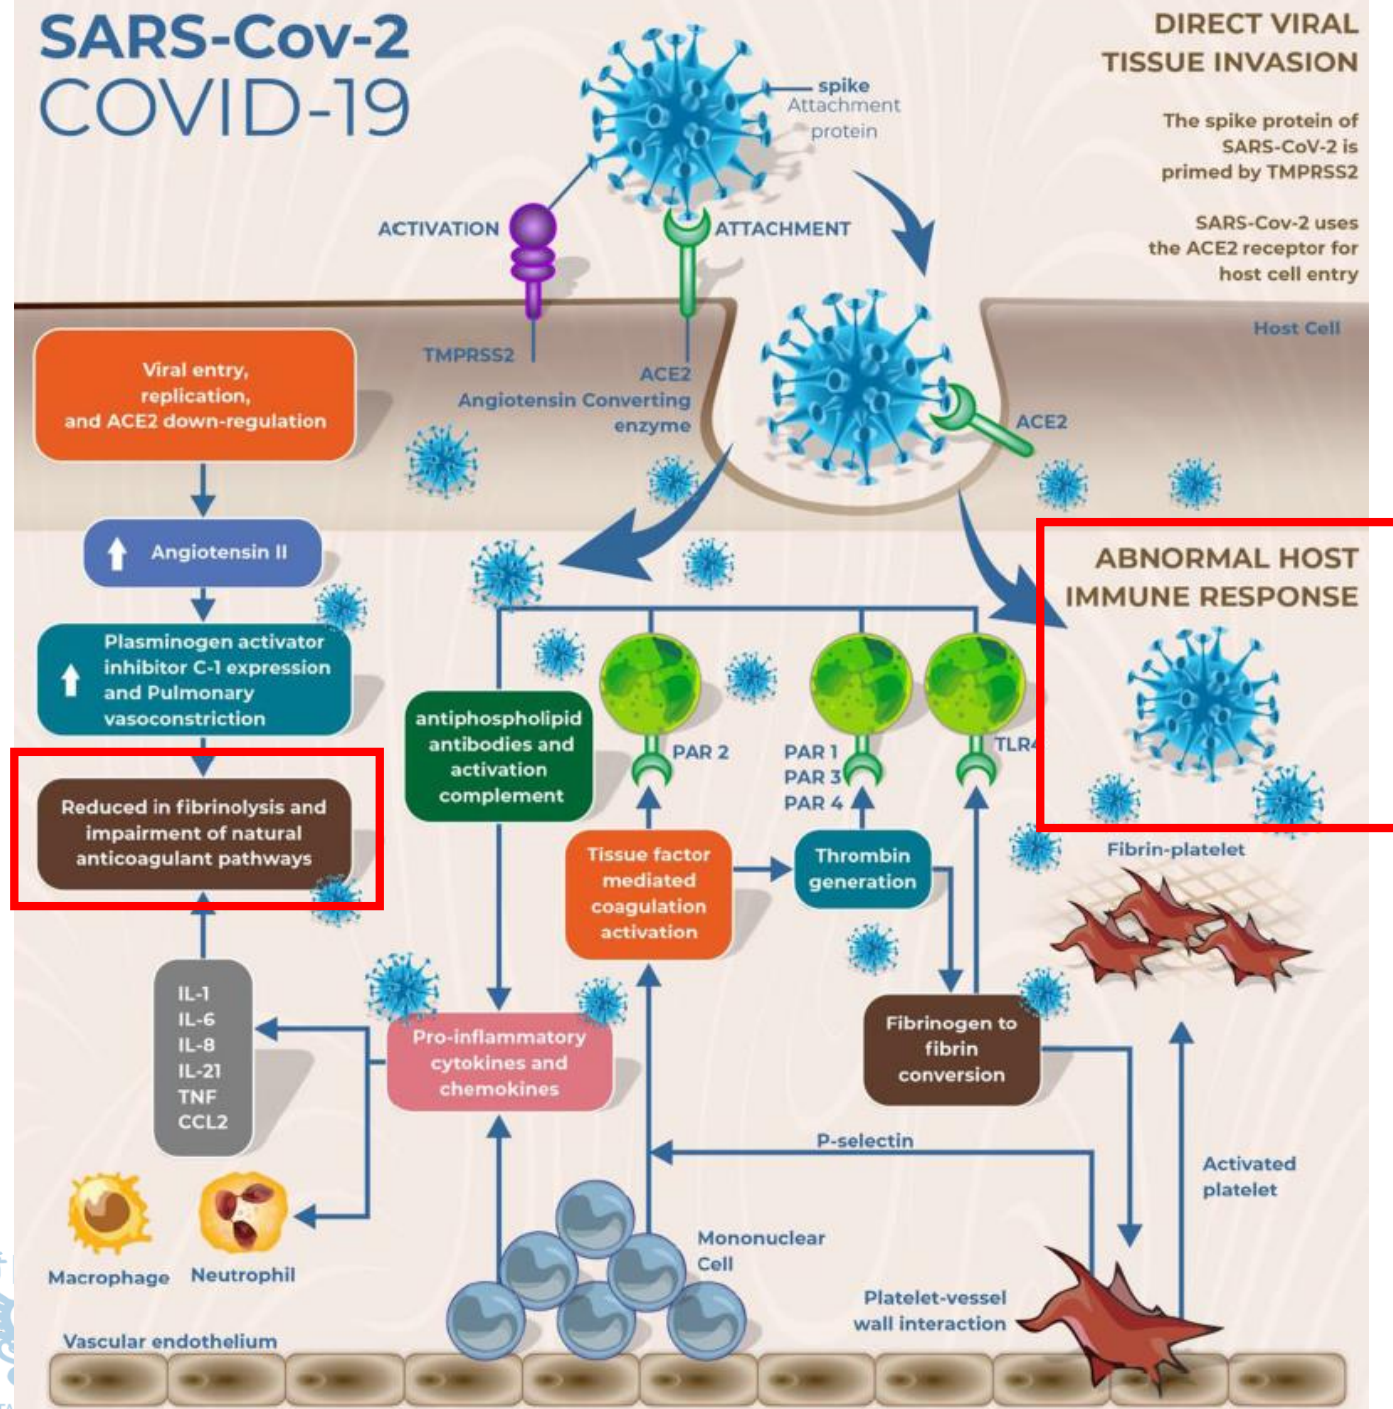 SARS-Cov-2
COVID-19
spike
Attachment
protein
DIRECT VIRAL
TISSUE INVASION
The spike protein of
SARS-CoV-2 is
primed by TMPRSS2
SARS-Cov-2 uses
the ACE2 receptor for
host cell entry
ACTIVATION
ATTACHMENT
Host Cell
TMPRSS2
ACE2
Angiotensin Converting
enzyme
ACE2
Viral entry,
replication,
and ACE2 down-regulation
Angiotensin II
Plasminogen activator
inhibitor C-1 expression
and Pulmonary
vasoconstriction
Reduced in fibrinolysis and
impairment of natural
anticoagulant pathways
ABNORMAL HOST
IMMUNE RESPONSE
antiphospholipid
antibodies and
activation
complement
PAR 2
PAR 1
PAR 3
PAR 4
TLR4
Tissue factor
mediated
coagulation
activation
Thrombin
generation
Fibrin-platelet
IL-1
IL-6
IL-8
IL-21
TNF
CCL2
Pro-inflammatory
cytokines and
chemokines
Fibrinogen to
fibrin
conversion
P-selectin
Activated
platelet
Mononuclear
Cell
Macrophage
Neutrophil
Platelet-vessel
wall interaction
Vascular endothelium